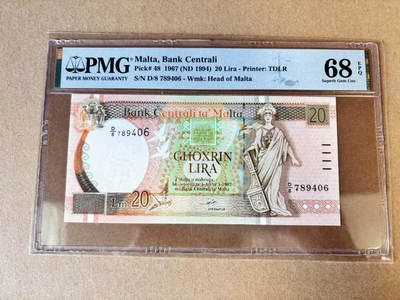 PMG
PAPER MONEY GUARANTY
Malta, Bank Centrali
Pick# 48 1967 (ND 1994) 20 Lira - Printer: TDLR
S/N D/8 789406 - Wmk: Head of Malta
68 EPQ
Superb Gem Unc
Bank Ċentrali ta' Malta
20
D/8 789406
GĦOXRIN
LIRA
Lm 20
D/8 789406